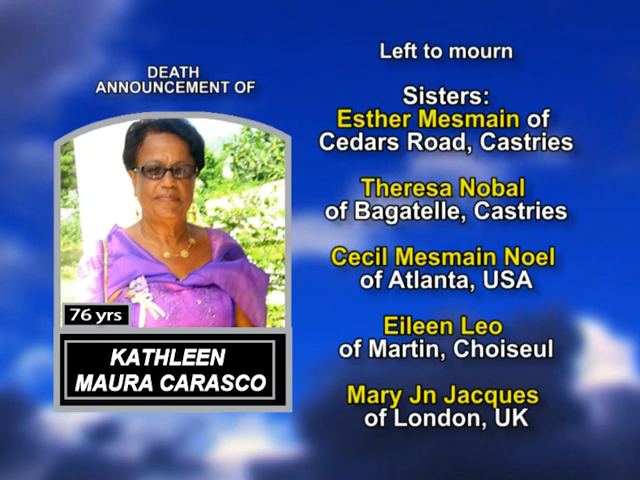 DEATH
ANNOUNCEMENT OF
76 yrs
KATHLEEN
MAURA CARASCO
Left to mourn
Sisters:
Esther Mesmain of
Cedars Road, Castries
Theresa Nobal
of Bagatelle, Castries
Cecil Mesmain Noel
of Atlanta, USA
Eileen Leo
of Martin, Choiseul
Mary Jn Jacques
of London, UK